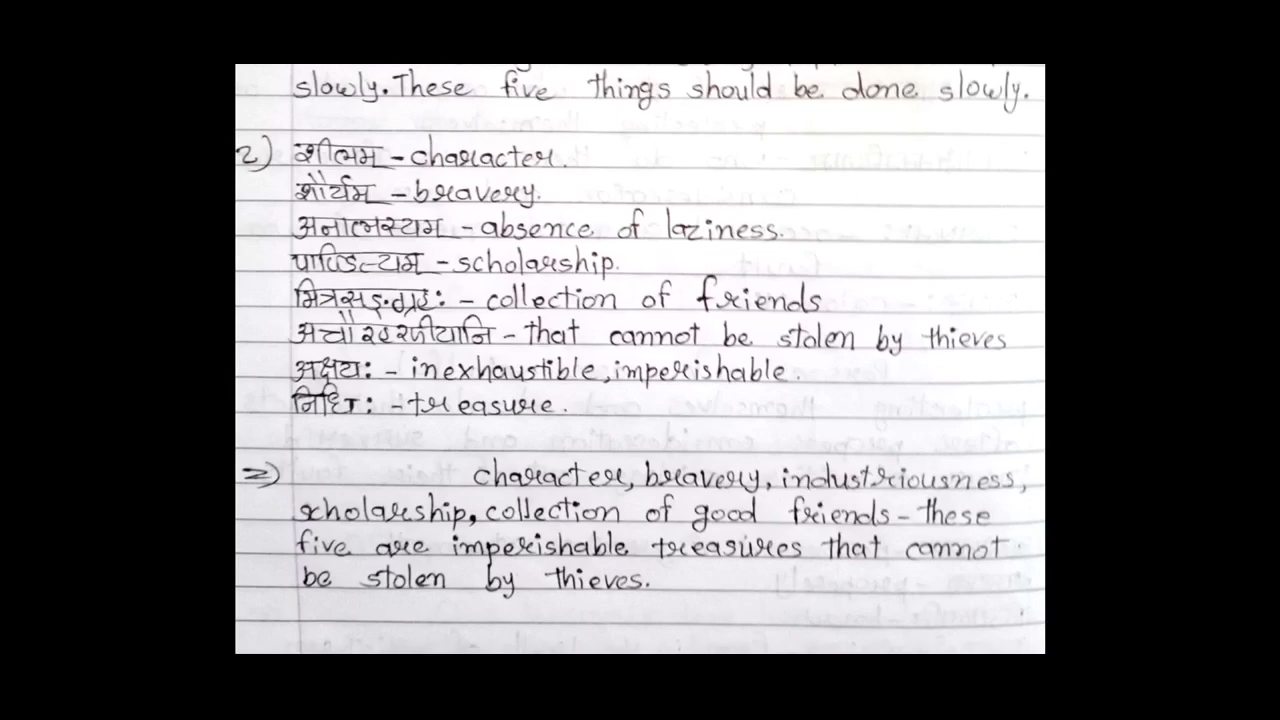 slowly. These five things should be done slowly.
2) शीलम - character.
शौर्यम - bravery.
अनालस्यम - absence of laziness.
पाण्डित्यम - scholarship.
मित्रसङ्ग्रह: - collection of friends
अचौरहरणीयानि - that cannot be stolen by thieves
अक्षय: - inexhaustible, imperishable.
निधि: - treasure.
=) character, bravery, industriousness,
scholarship, collection of good friends - these
five are imperishable treasures that cannot
be stolen by thieves.